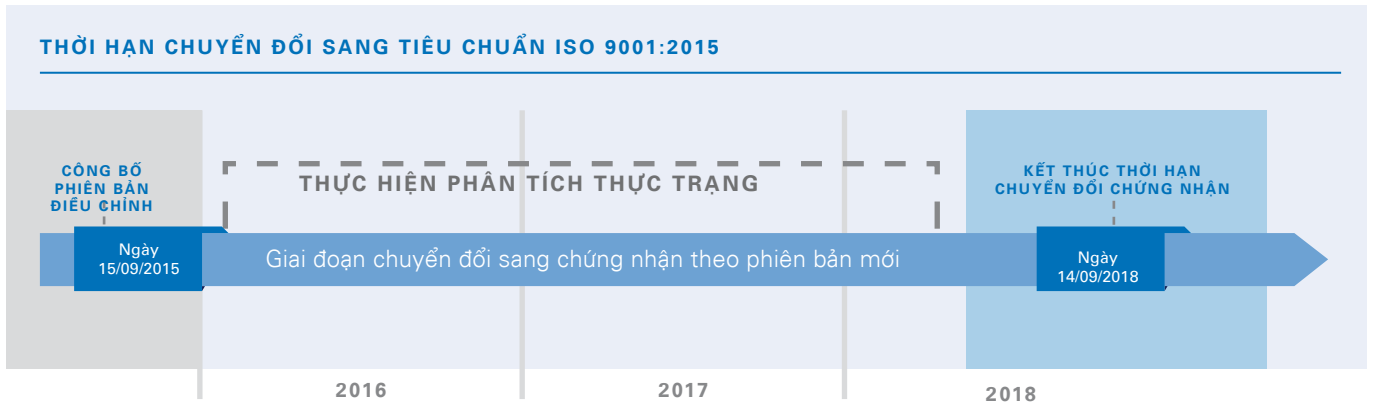 THỜI HẠN CHUYỂN ĐỔI SANG TIÊU CHUẨN ISO 9001:2015
CÔNG BỐ
PHIÊN BẢN
ĐIỀU CHỈNH
THỰC HIỆN PHÂN TÍCH THỰC TRẠNG
KẾT THÚC THỜI HẠN
CHUYỂN ĐỔI CHỨNG NHẬN
Ngày
15/09/2015
Giai đoạn chuyển đổi sang chứng nhận theo phiên bản mới
Ngày
14/09/2018
2016
2017
2018